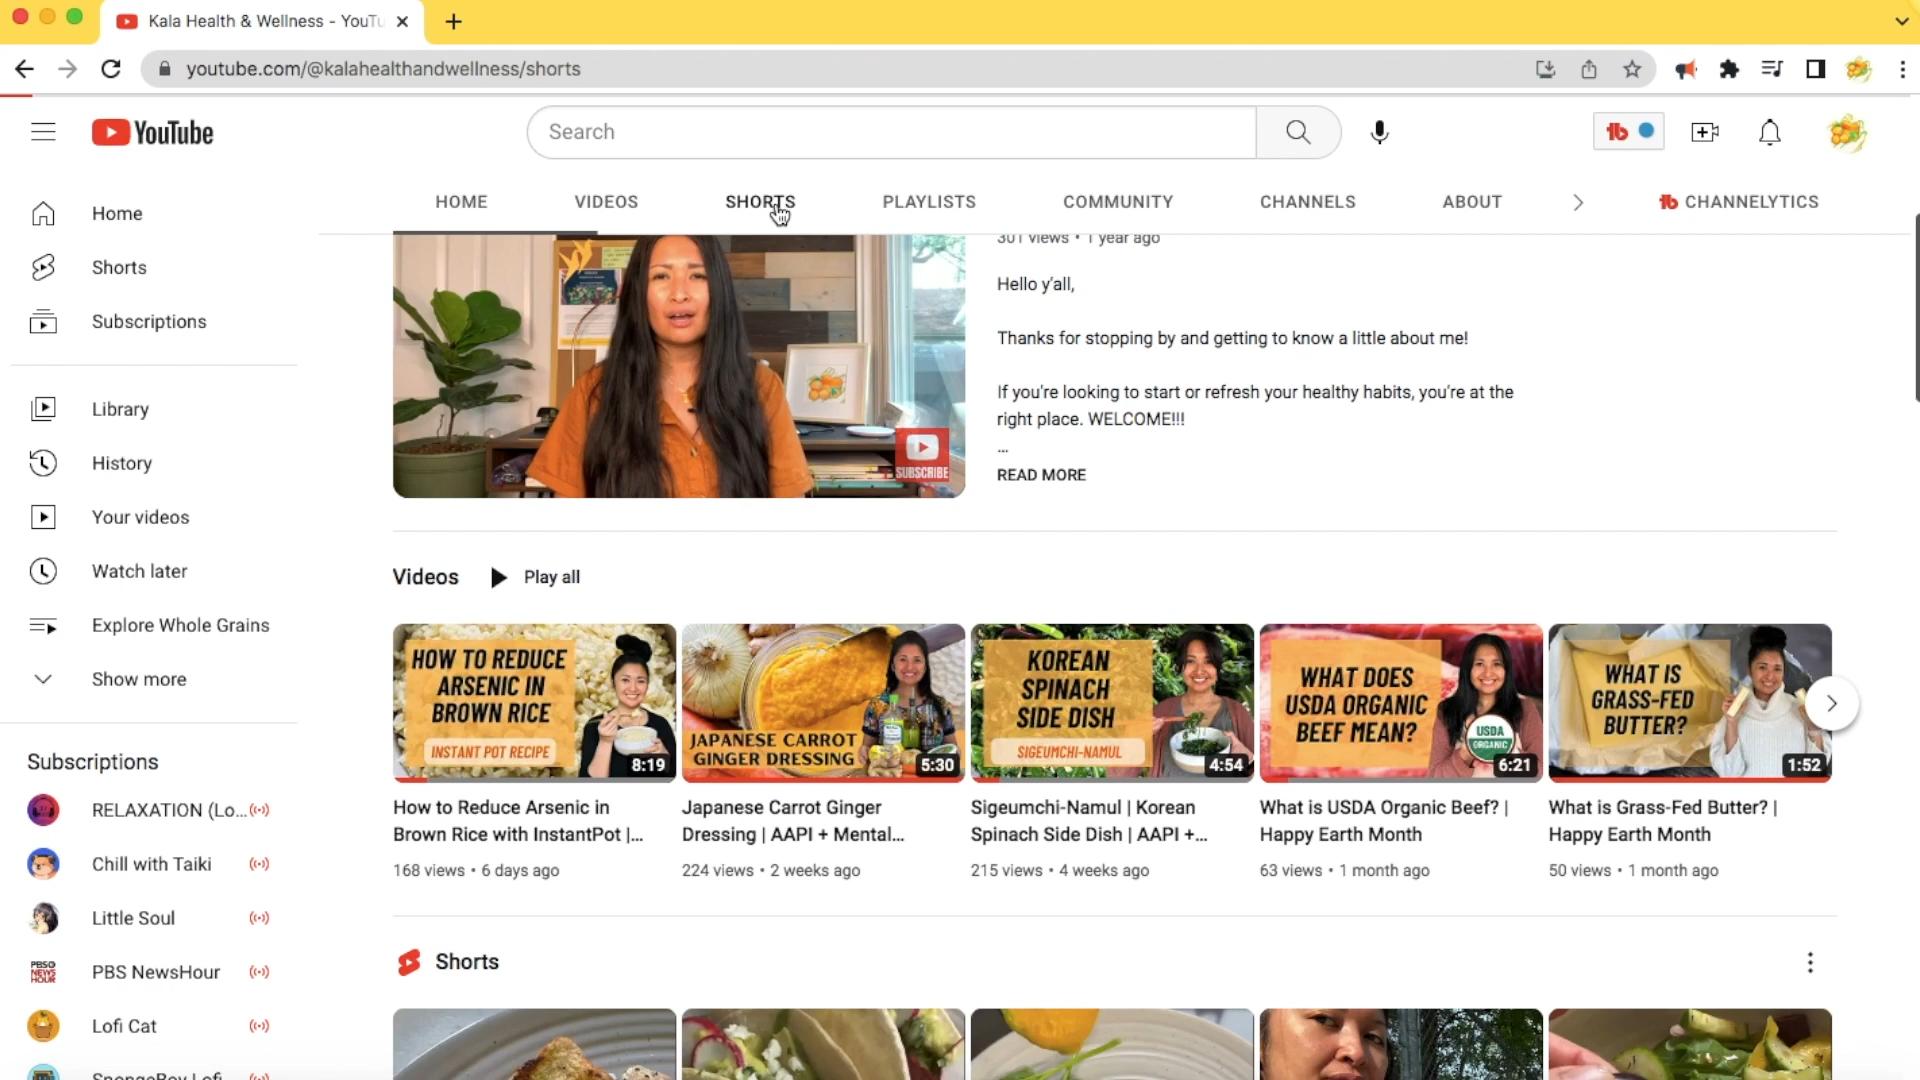 Kala Health & Wellness - YouTu
youtube.com/@kalahealthandwellness/shorts
YouTube
Search
HOME
VIDEOS
SHORTS
PLAYLISTS
COMMUNITY
CHANNELS
ABOUT
CHANNELYTICS
Home
Shorts
Subscriptions
Library
History
Your videos
Watch later
Explore Whole Grains
Show more
Subscriptions
RELAXATION (Lo...
Chill with Taiki
Little Soul
PBS NEWS HOUR
PBS NewsHour
Lofi Cat
SpongeBoy Lofi
SUBSCRIBE
301 views • 1 year ago
Hello y'all,
Thanks for stopping by and getting to know a little about me!
If you're looking to start or refresh your healthy habits, you're at the
right place. WELCOME!!!
...
READ MORE
Videos
Play all
HOW TO REDUCE
ARSENIC IN
BROWN RICE
INSTANT POT RECIPE
8:19
How to Reduce Arsenic in
Brown Rice with InstantPot |...
168 views • 6 days ago
JAPANESE CARROT
GINGER DRESSING
5:30
Japanese Carrot Ginger
Dressing | AAPI + Mental...
224 views • 2 weeks ago
KOREAN
SPINACH
SIDE DISH
SIGEUMCHI-NAMUL
4:54
Sigeumchi-Namul | Korean
Spinach Side Dish | AAPI +...
215 views • 4 weeks ago
WHAT DOES
USDA ORGANIC
BEEF MEAN?
USDA
ORGANIC
6:21
What is USDA Organic Beef? |
Happy Earth Month
63 views • 1 month ago
WHAT IS
GRASS-FED
BUTTER?
1:52
What is Grass-Fed Butter? |
Happy Earth Month
50 views • 1 month ago
Shorts